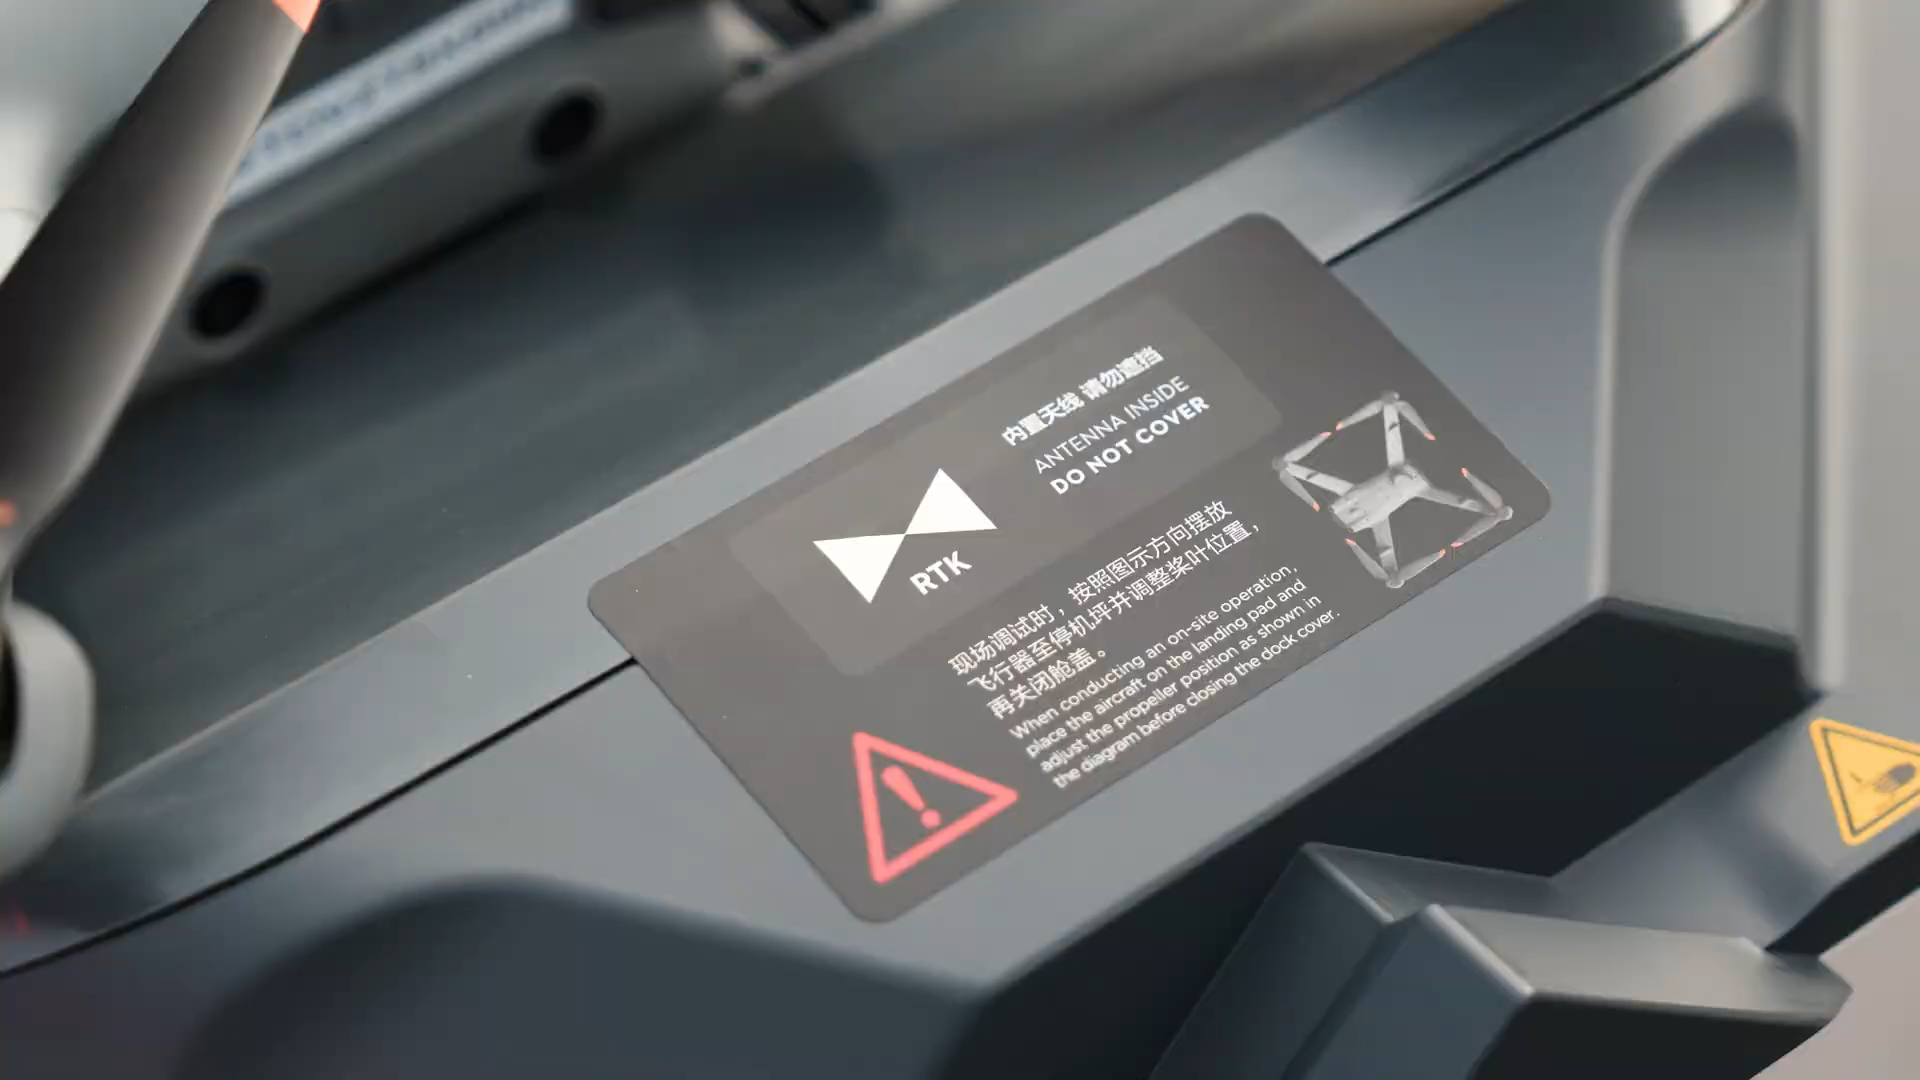 内置天线 请勿遮挡
ANTENNA INSIDE
DO NOT COVER
RTK
现场调试时，按照图示方向摆放
飞行器至停机坪并调整桨叶位置，
再关闭舱盖。
When conducting an on-site operation,
place the aircraft on the landing pad and
adjust the propeller position as shown in
the diagram before closing the dock cover.